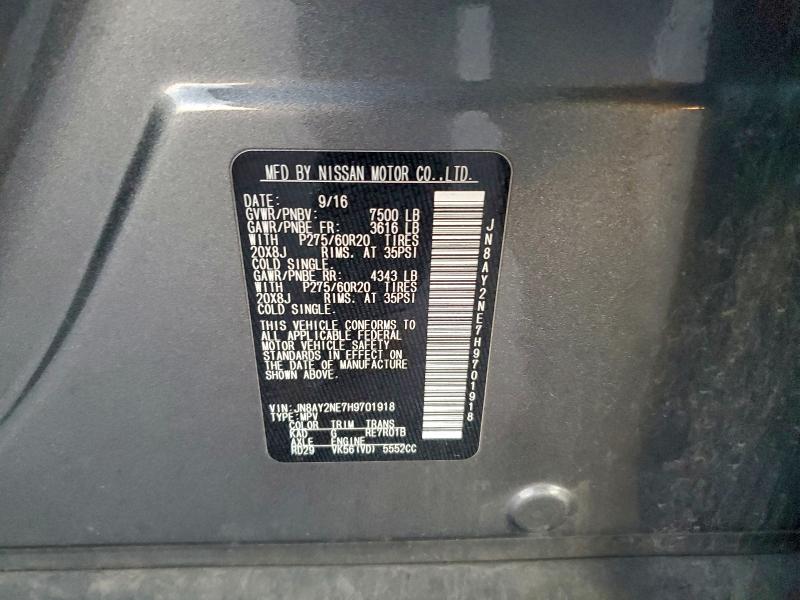 MFD BY NISSAN MOTOR CO.,LTD.
DATE: 9/16
GVWR/PNBV: 7500 LB
GAWR/PNBE FR: 3616 LB
WITH P275/60R20 TIRES
20X8J RIMS. AT 35PSI
COLD SINGLE.
GAWR/PNBE RR: 4343 LB
WITH P275/60R20 TIRES
20X8J RIMS. AT 35PSI
COLD SINGLE.
THIS VEHICLE CONFORMS TO
ALL APPLICABLE FEDERAL
MOTOR VEHICLE SAFETY
STANDARDS IN EFFECT ON
THE DATE OF MANUFACTURE
SHOWN ABOVE.
VIN:JN8AY2NE7H9701918
TYPE:MPV
COLOR TRIM TRANS
KAD G RE7R01B
AXLE ENGINE
RD29 VK56(VD) 5552CC
JN8AY2NE7H9701918